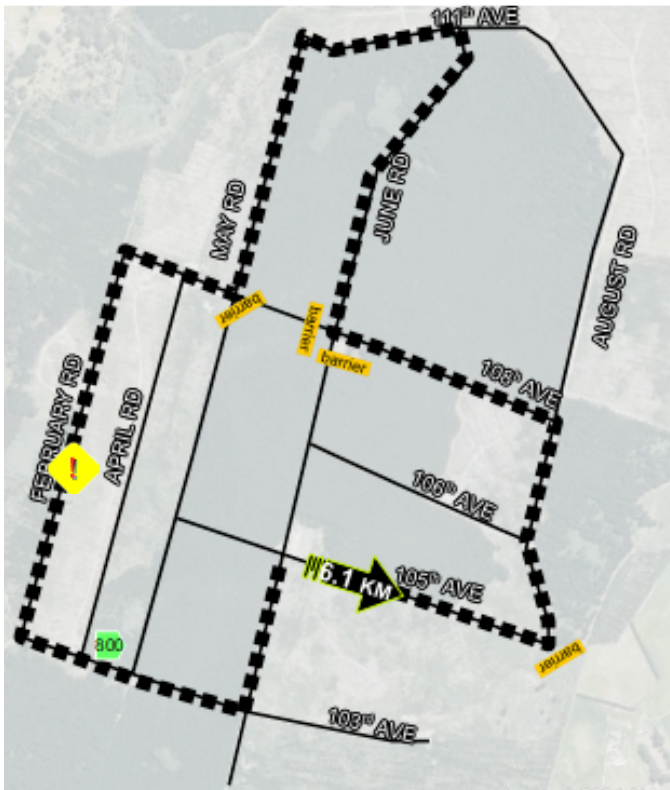 111th AVE
MAY RD
JUNE RD
AUGUST RD
barrier
barrier
barrier
108th AVE
FEBRUARY RD
APRIL RD
!
106th AVE
6.1 KM
105th AVE
800
barrier
103rd AVE